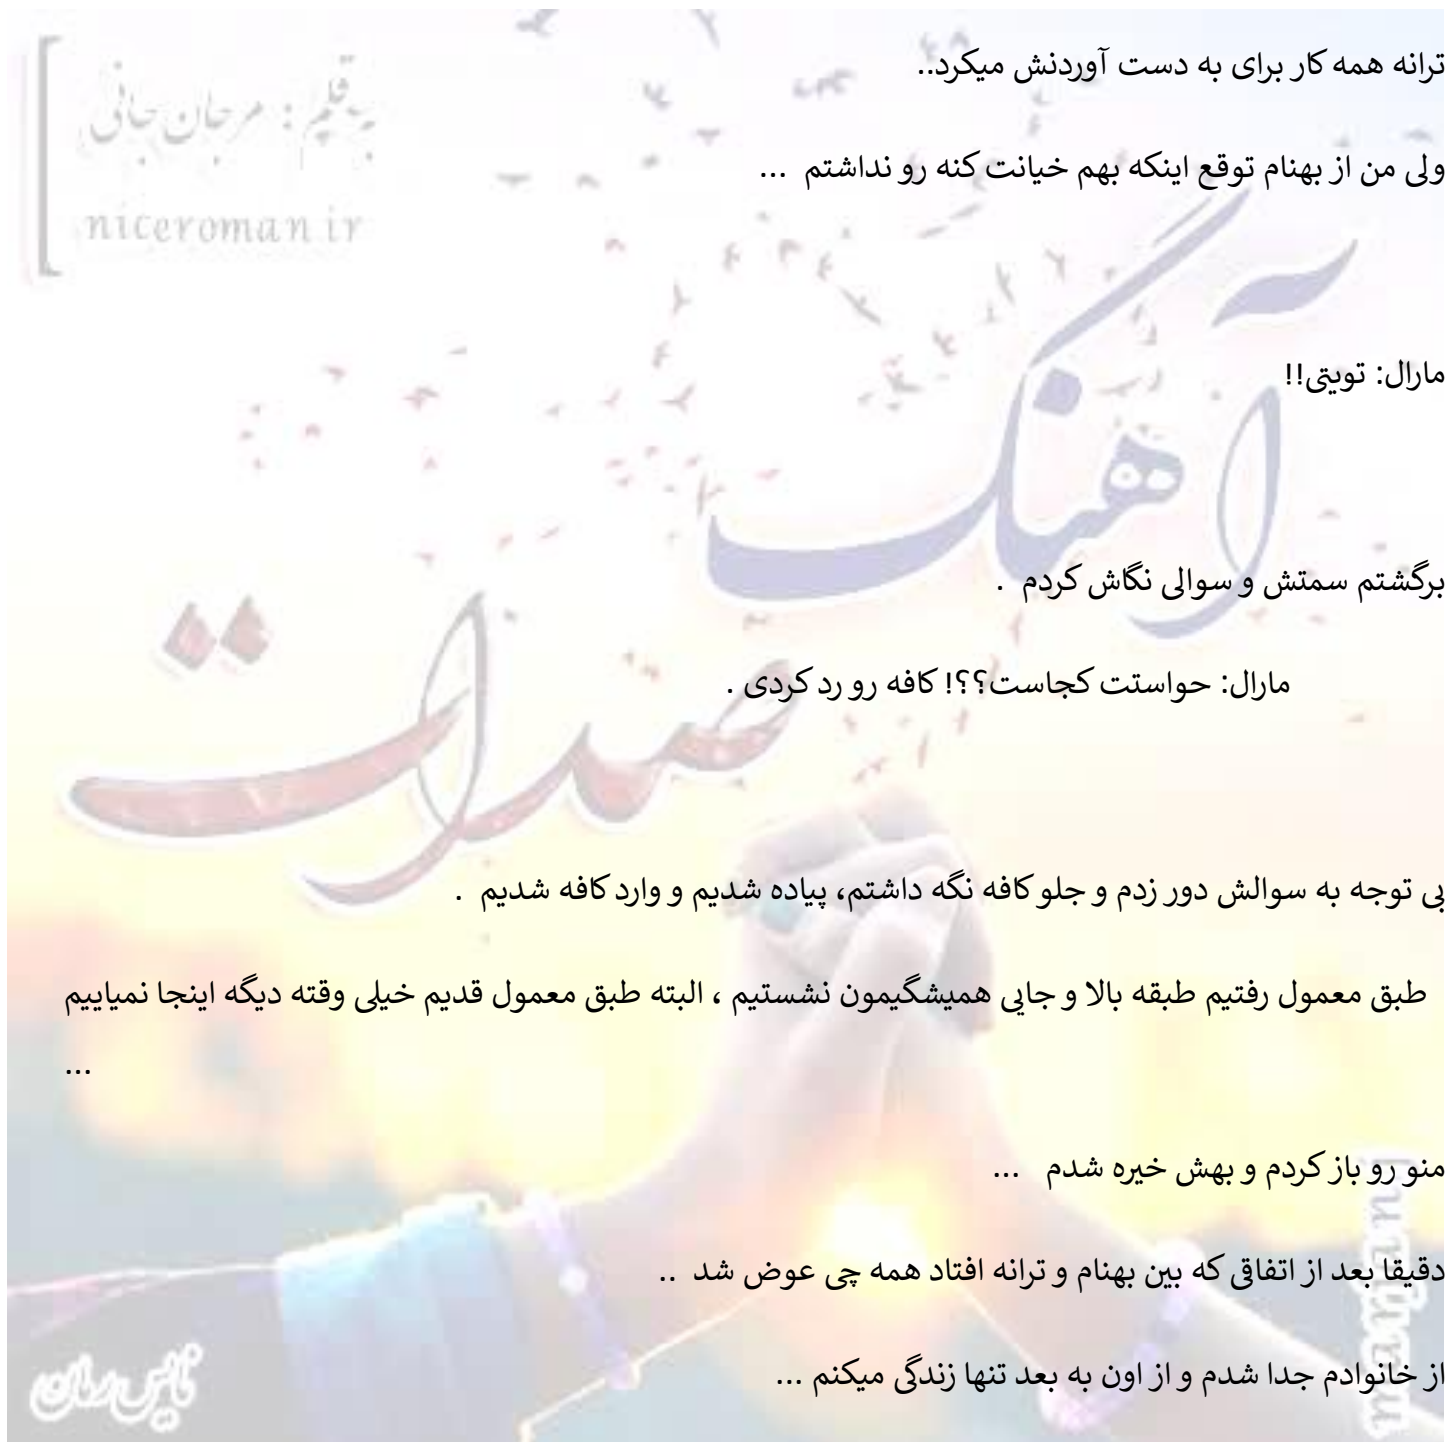 به قلم : مرجان جانی
niceroman.ir
ترانه همه کار برای به دست آوردنش میکرد..
ولی من از بهنام توقع اینکه بهم خیانت کنه رو نداشتم ...
آهنگ
مارال: تویتی!!
برگشتم سمتش و سوالی نگاش کردم .
صدات
مارال: حواستت کجاست؟؟! کافه رو رد کردی .
بی توجه به سوالش دور زدم و جلو کافه نگه داشتم، پیاده شدیم و وارد کافه شدیم .
طبق معمول رفتیم طبقه بالا و جایی همیشگیمون نشستیم ، البته طبق معمول قدیم خیلی وقته دیگه اینجا نمیاییم
...
منو رو باز کردم و بهش خیره شدم ...
دقیقا بعد از اتفاقی که بین بهنام و ترانه افتاد همه چی عوض شد ..
از خانوادم جدا شدم و از اون به بعد تنها زندگی میکنم ...
نایس رمان